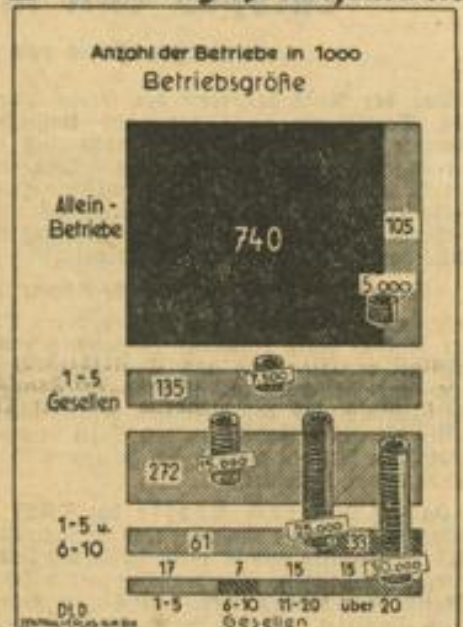 Anzahl der Betriebe in 1000
Betriebsgröße
Allein-
Betriebe
740
105
5.000
1-5
Gesellen
135
272
1-5 u.
6-10
61
33
17 7 15 15
DLD
1-5 6-10 11-20 über 20
Gesellen